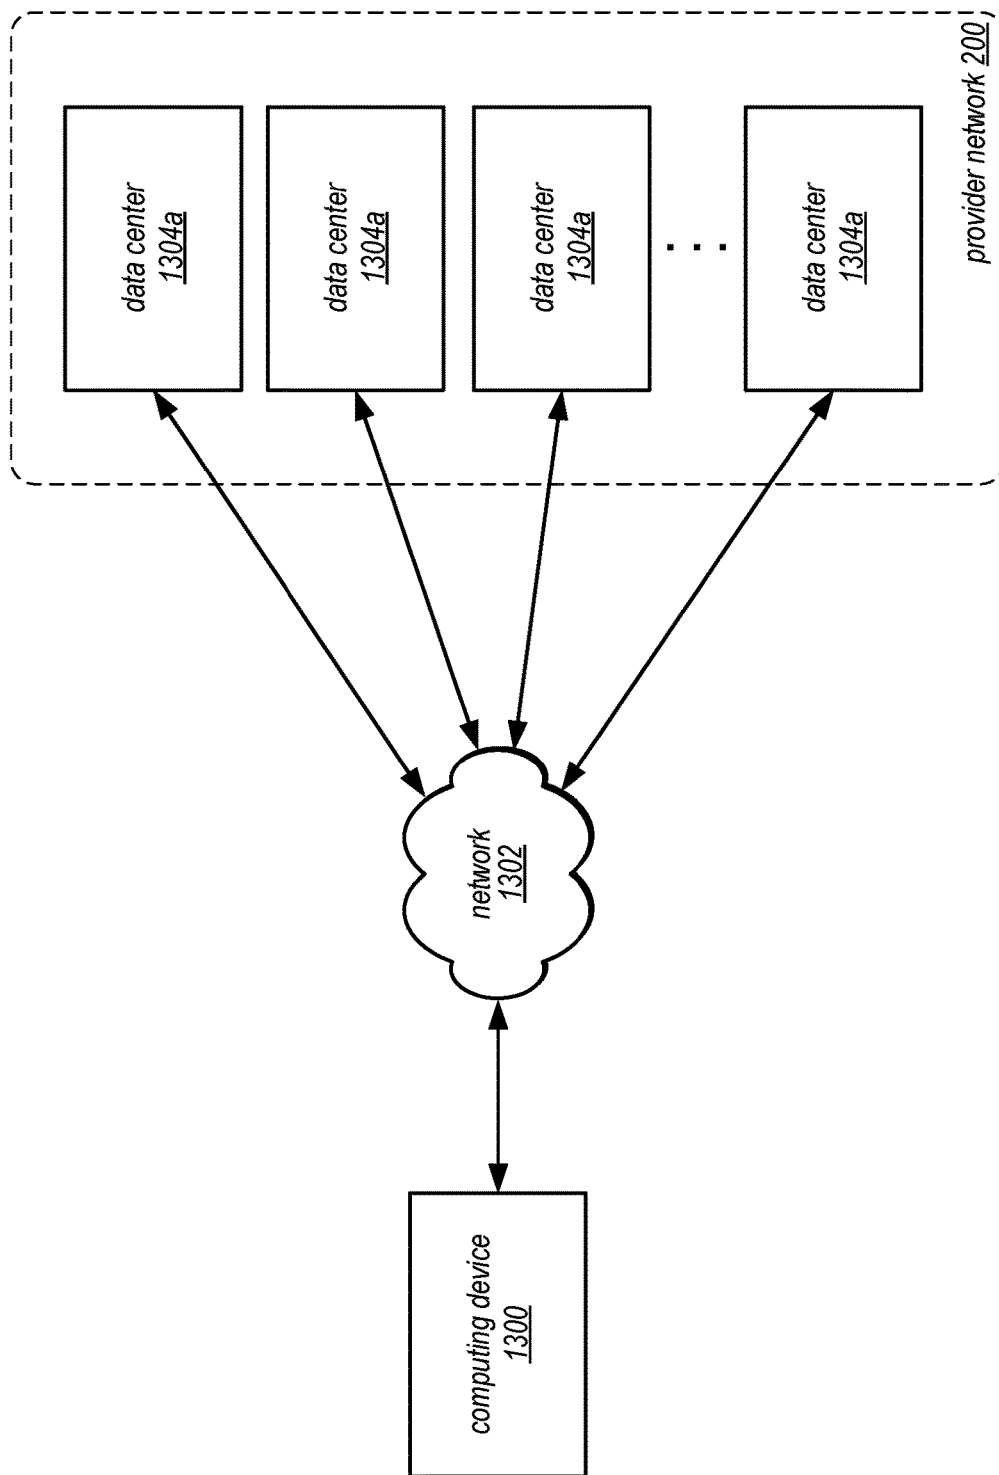 computing device
1300
network
1302
data center
1304a
data center
1304a
data center
1304a
. . .
data center
1304a
provider network 200